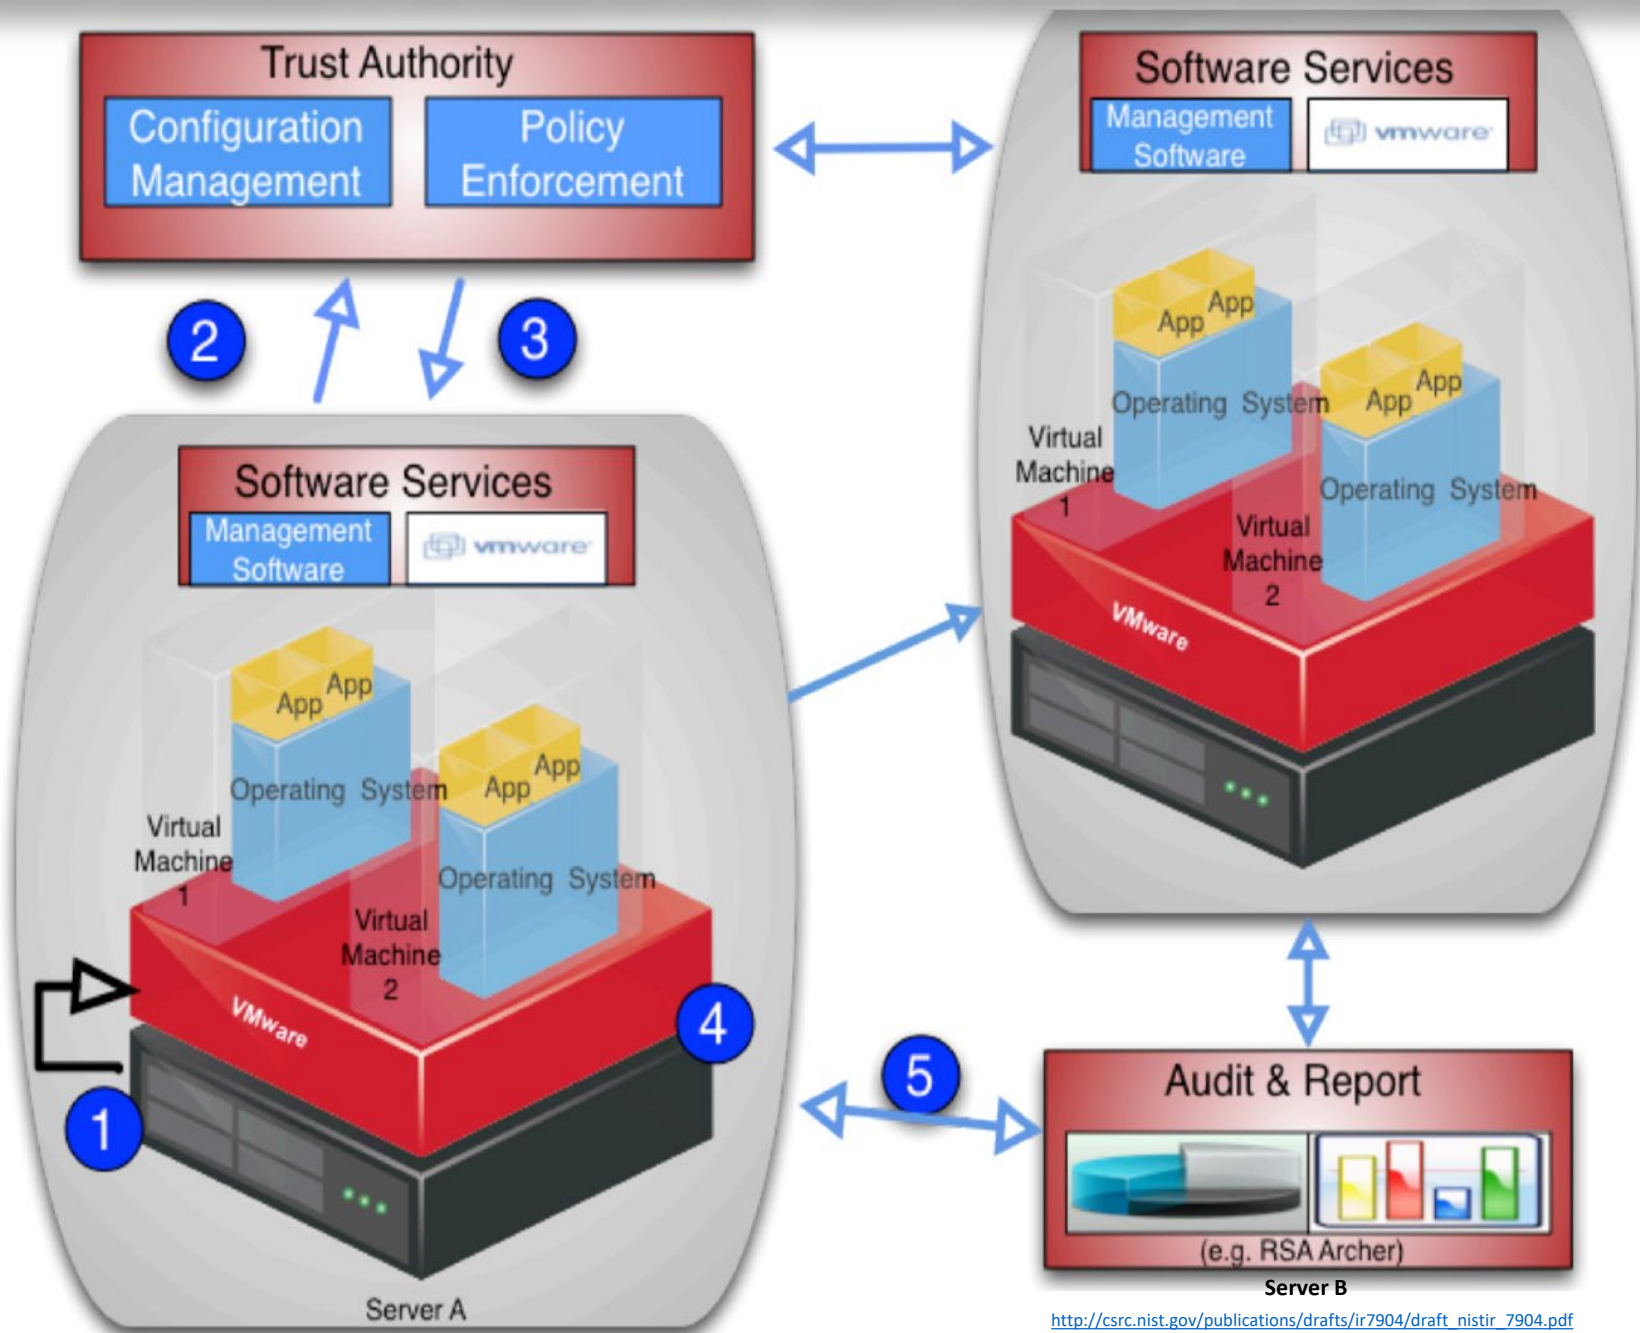 Trust Authority
Configuration
Management
Policy
Enforcement
Software Services
Management
Software
vmware
App
App
Operating System
Virtual
Machine
1
App
App
Operating System
Virtual
Machine
2
VMware
2
3
Software Services
Management
Software
vmware
App
App
Operating System
Virtual
Machine
1
App
App
Operating System
Virtual
Machine
2
VMware
4
1
Server A
5
Audit & Report
(e.g. RSA Archer)
Server B
http://csrc.nist.gov/publications/drafts/ir7904/draft_nistir_7904.pdf